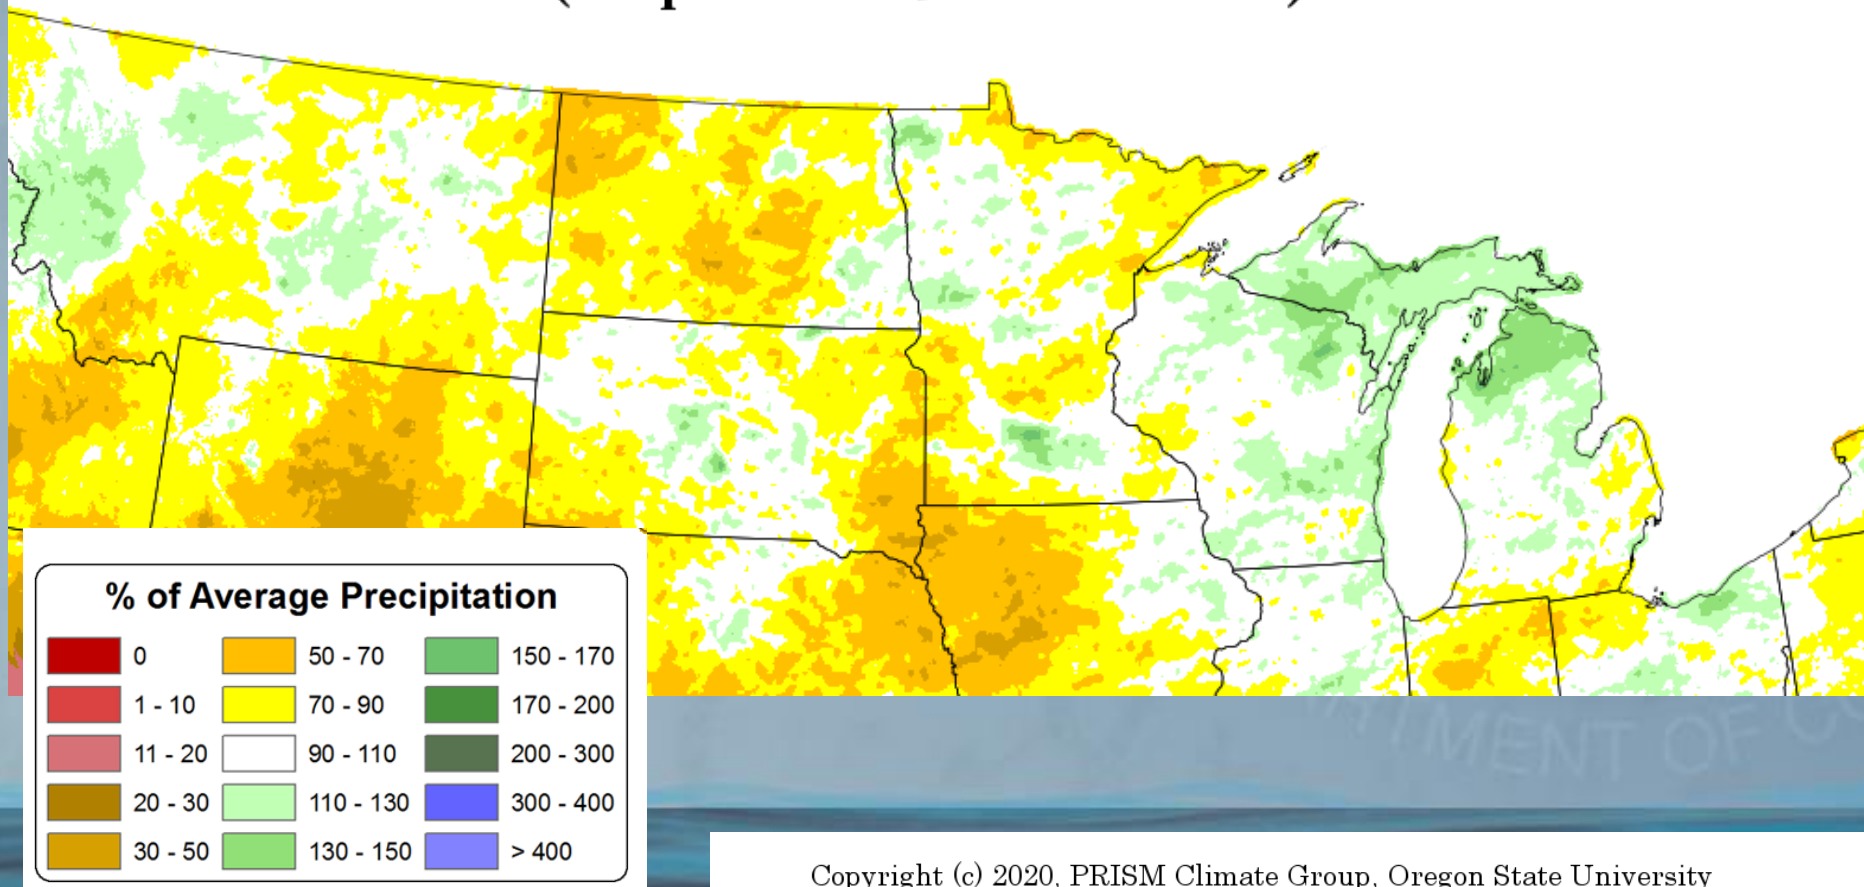 % of Average Precipitation
0
1 - 10
11 - 20
20 - 30
30 - 50
50 - 70
70 - 90
90 - 110
110 - 130
130 - 150
150 - 170
170 - 200
200 - 300
300 - 400
> 400
MENT OF
Copyright (c) 2020, PRISM Climate Group, Oregon State University